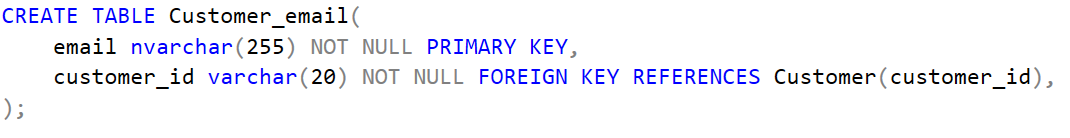 CREATE TABLE Customer_email(
    email nvarchar(255) NOT NULL PRIMARY KEY,
    customer_id varchar(20) NOT NULL FOREIGN KEY REFERENCES Customer(customer_id),
);